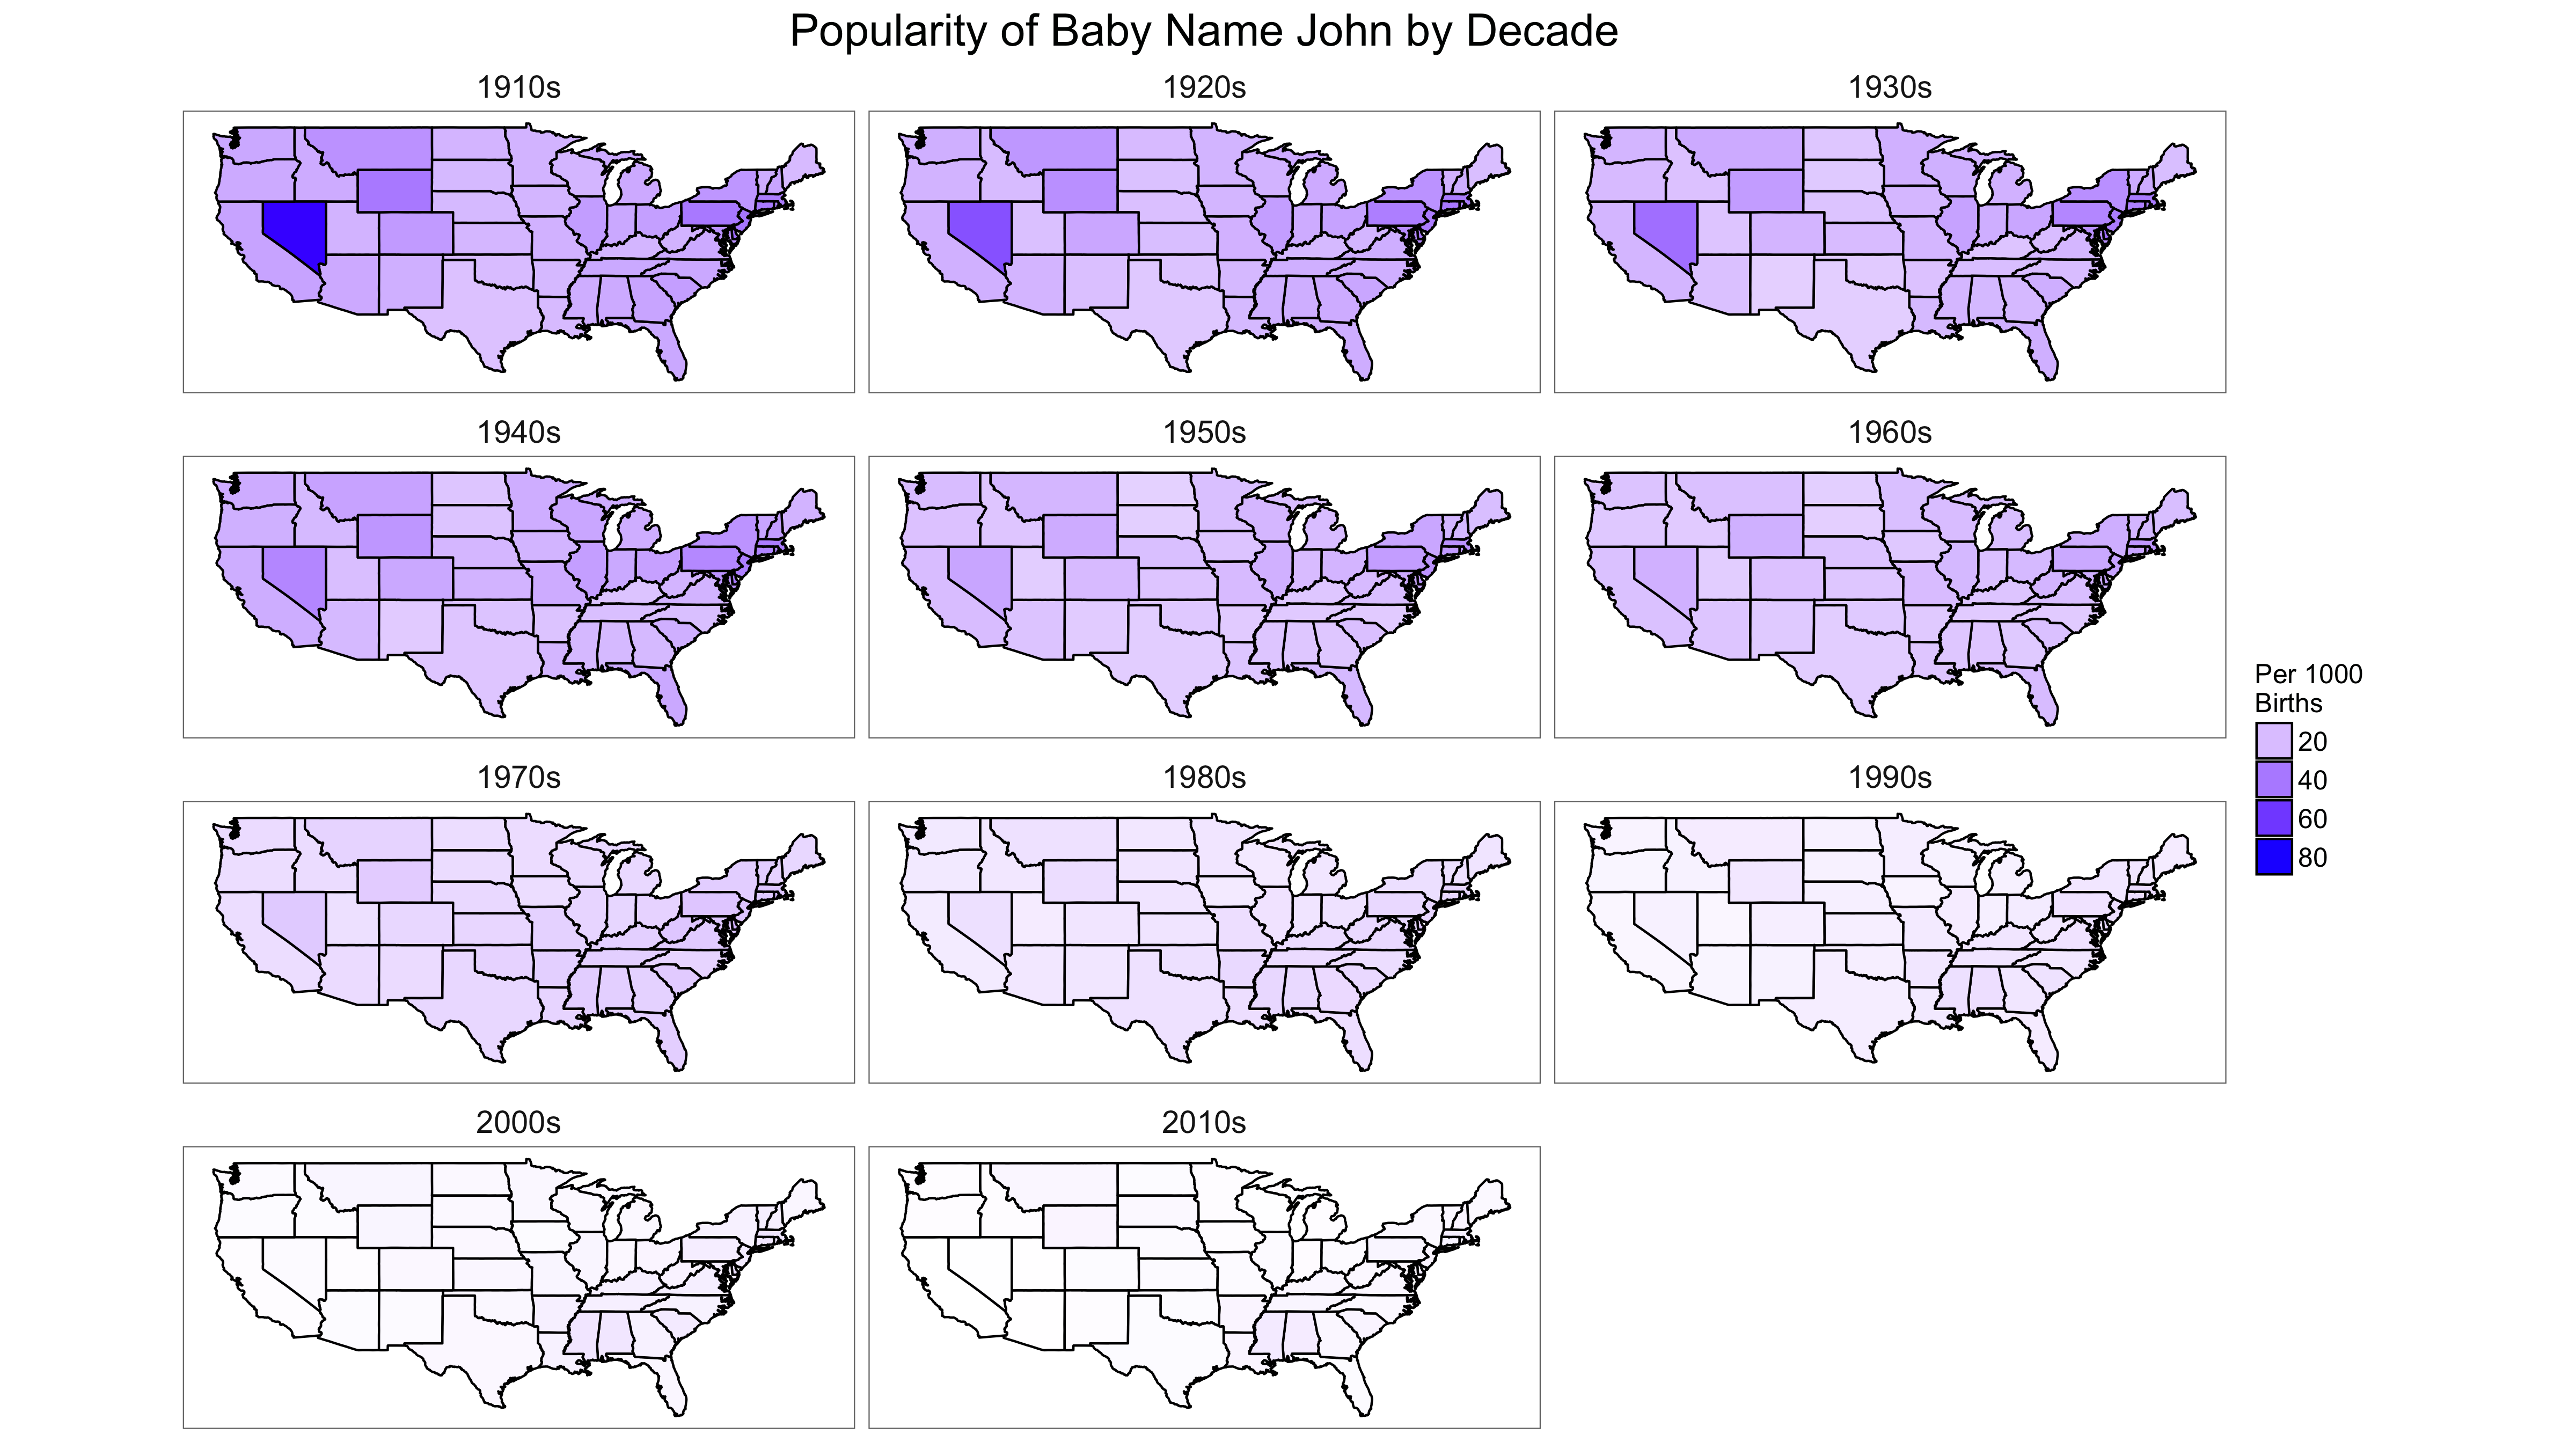 Popularity of Baby Name John by Decade
1910s
1920s
1930s
1940s
1950s
1960s
1970s
1980s
1990s
2000s
2010s
Per 1000
Births
20
40
60
80